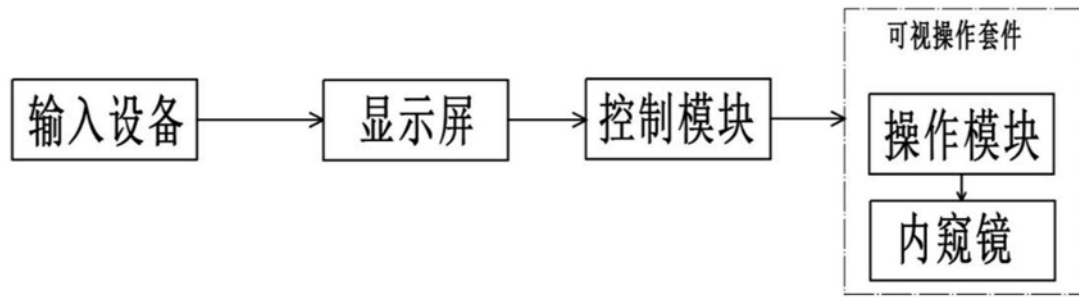 输入设备
显示屏
控制模块
可视操作套件
操作模块
内窥镜